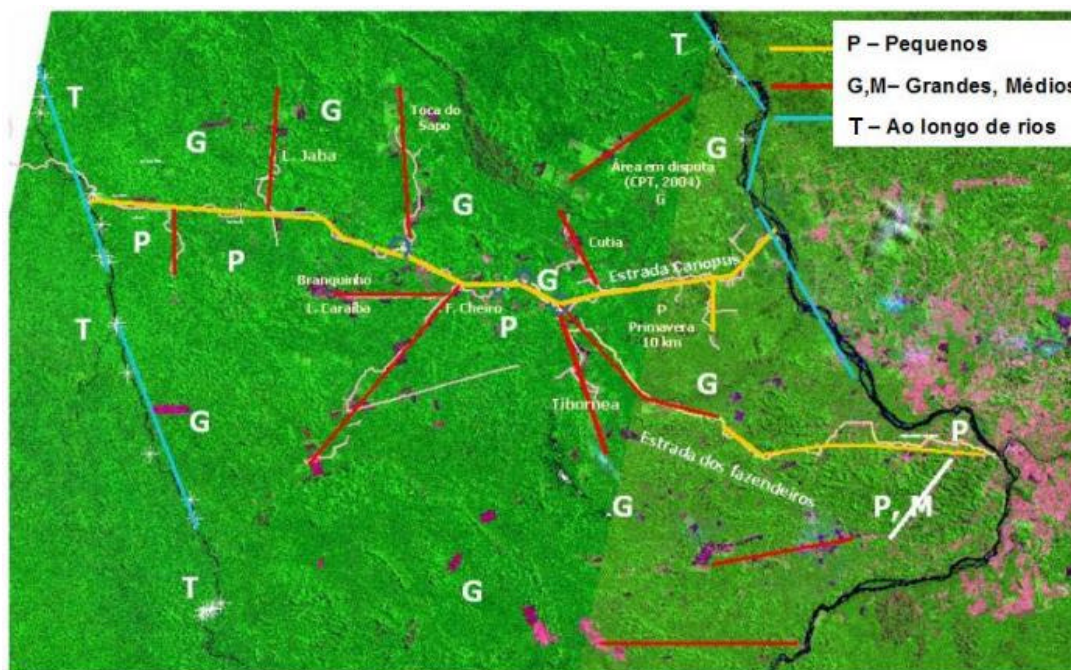 T
P – Pequenos
T
G
G
Toca do
Sapo
G
G,M– Grandes, Médios
T – Ao longo de rios
L. Jaba
Área em disputa
(CPT, 2004)
G
G
P
P
Cutia
Estrada Canopus
Branquinho
L. Caraíba
F. Cheiro
G
P
P
Primavera
10 km
T
G
Tibornea
G
Estrada dos fazendeiros
P
G
P, M
T
G